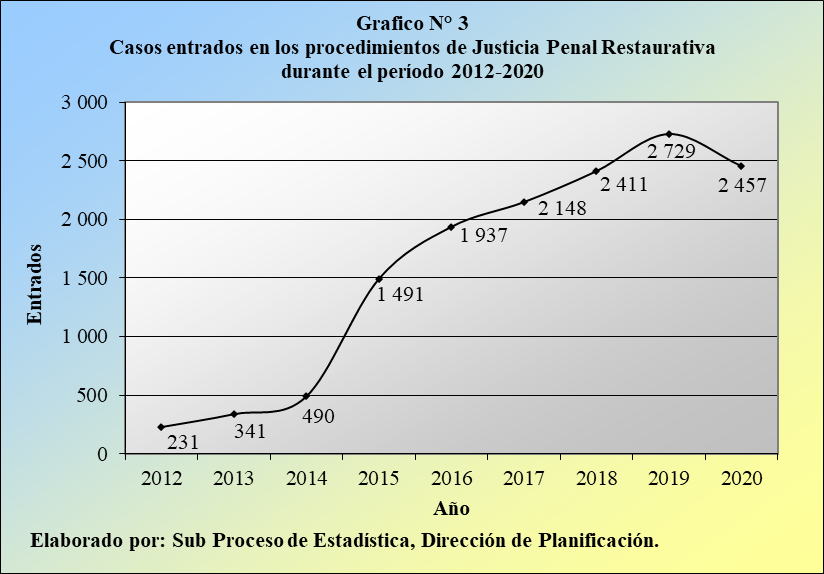 Grafico N° 3
Casos entrados en los procedimientos de Justicia Penal Restaurativa
durante el período 2012-2020
3 000
2 500
2 000
1 500
1 000
500
0
Entrados
231
341
490
1 491
1 937
2 148
2 411
2 729
2 457
2012 2013 2014 2015 2016 2017 2018 2019 2020
Año
Elaborado por: Sub Proceso de Estadística, Dirección de Planificación.